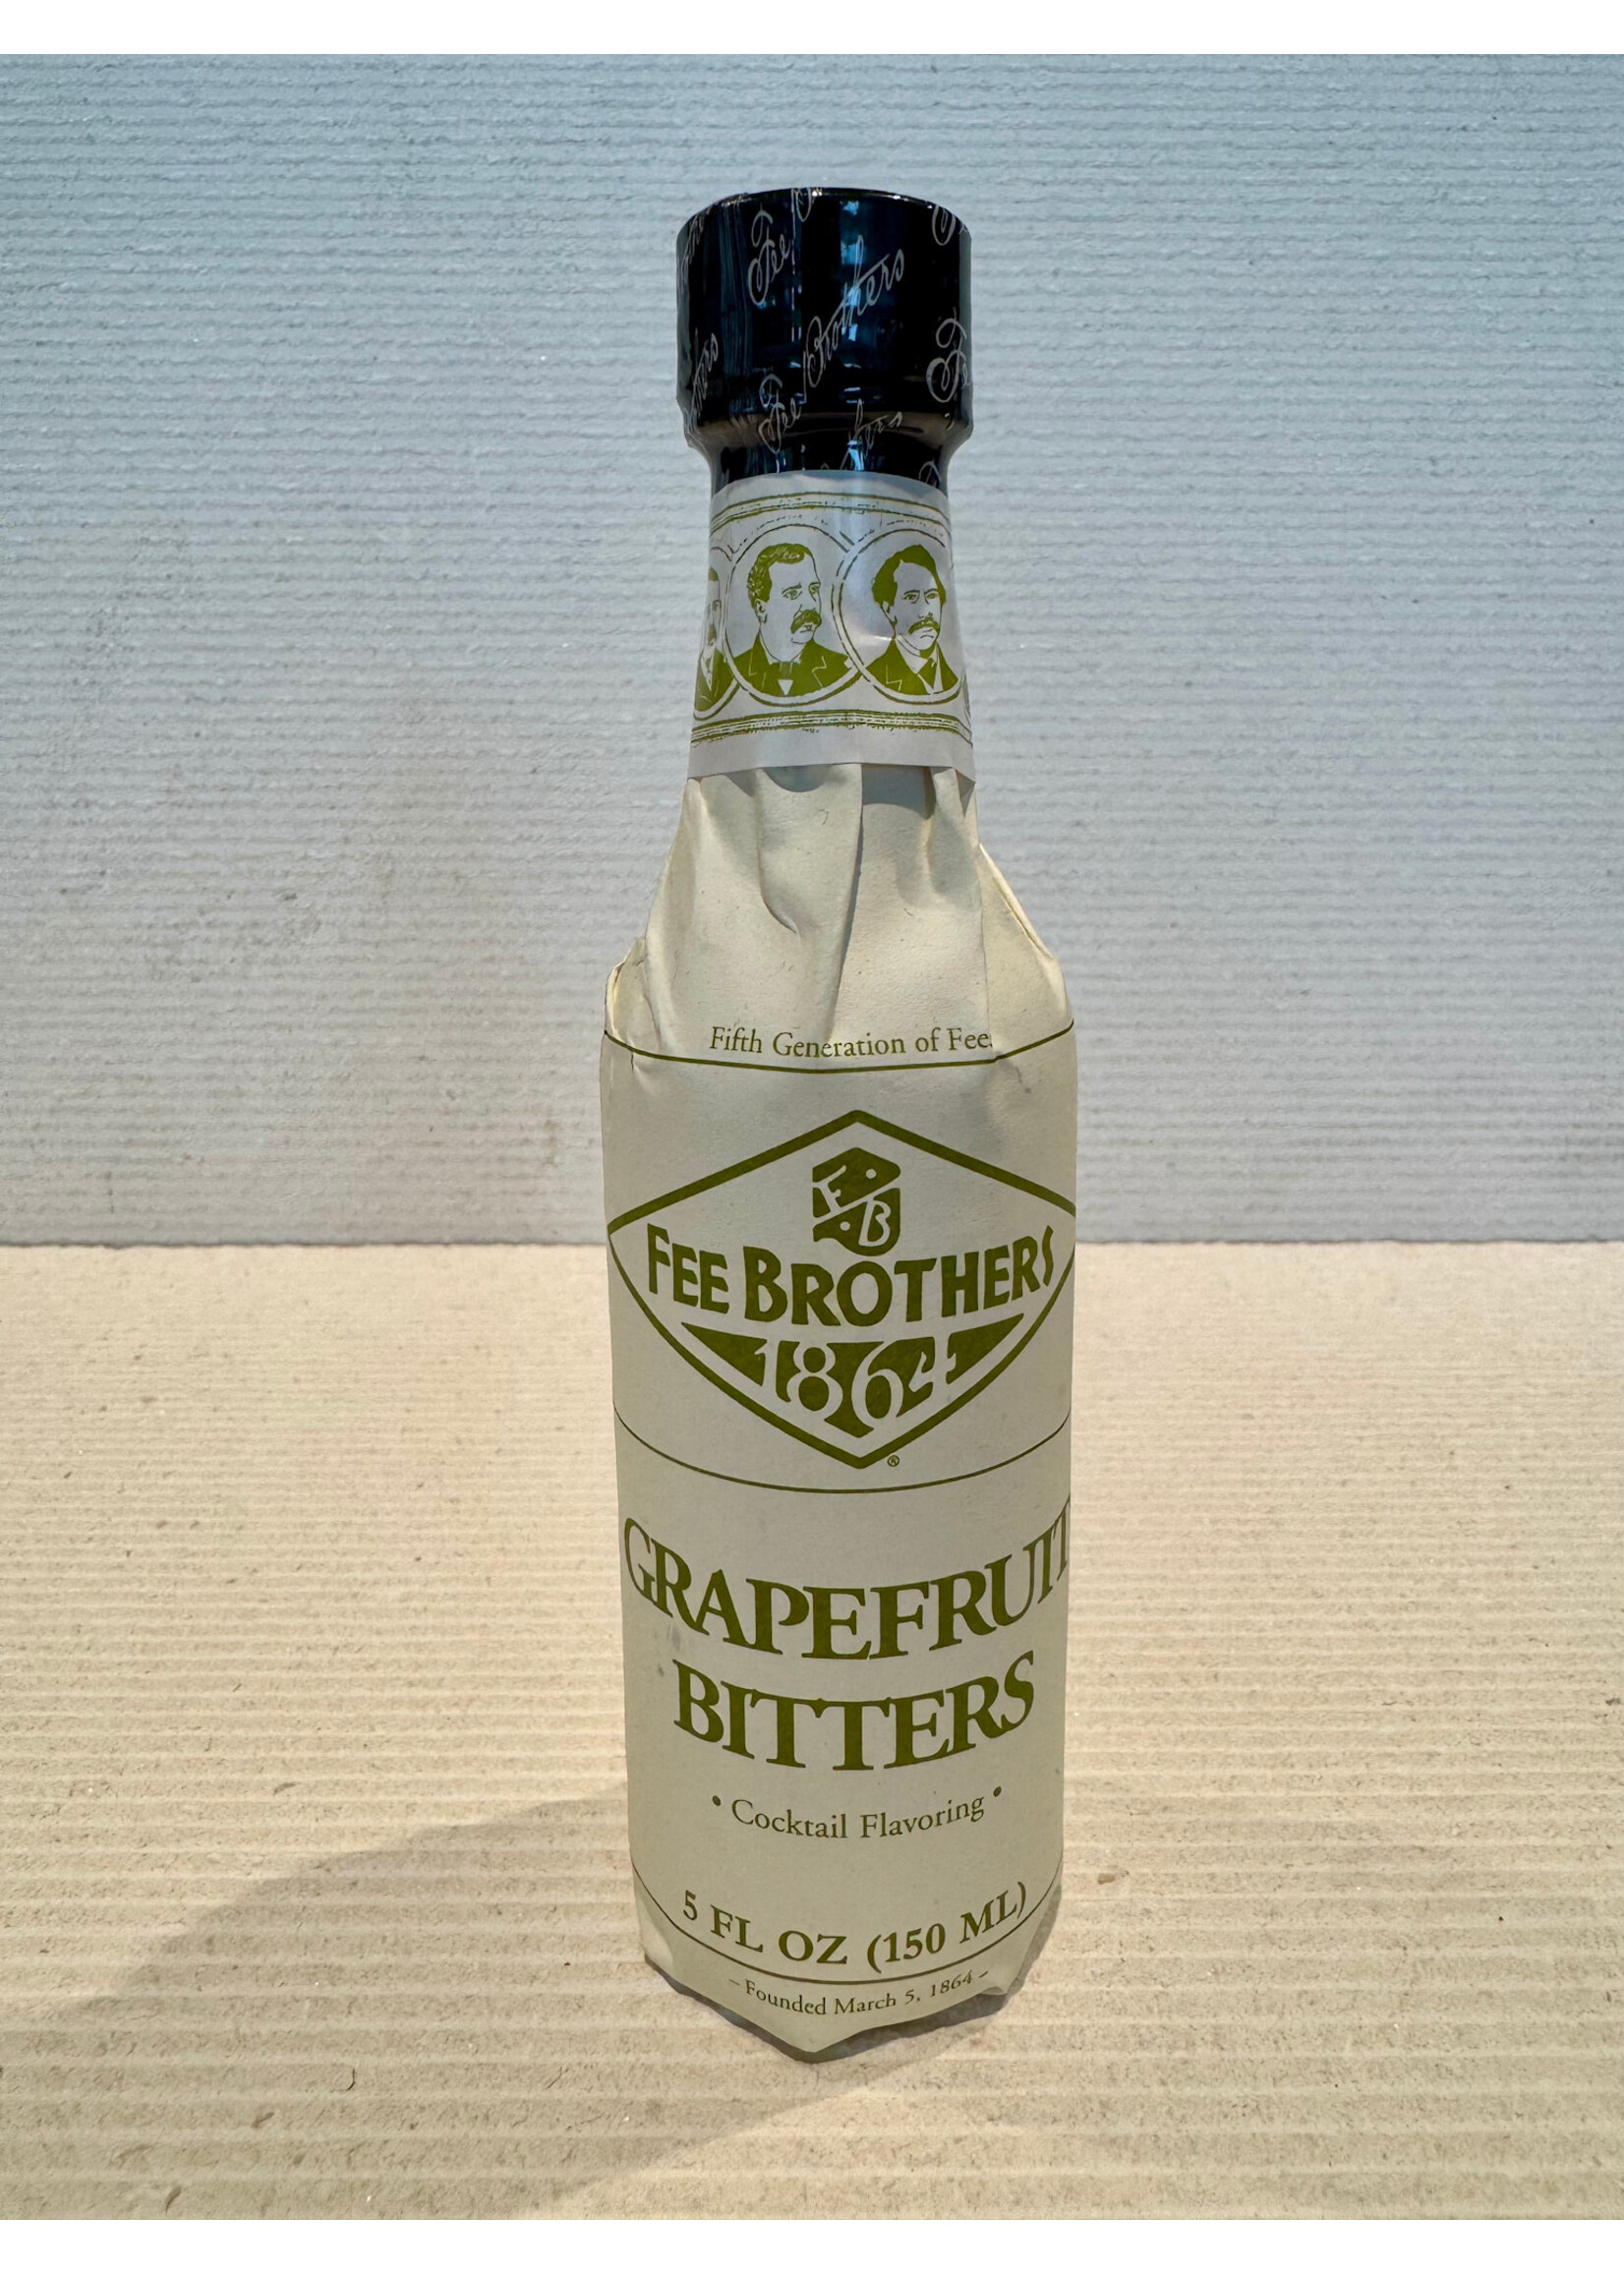 Fee Brothers
Fifth Generation of Fee
FB
FEE BROTHERS
1864
®
GRAPEFRUIT
BITTERS
• Cocktail Flavoring •
5 FL OZ (150 ML)
– Founded March 5, 1864 –